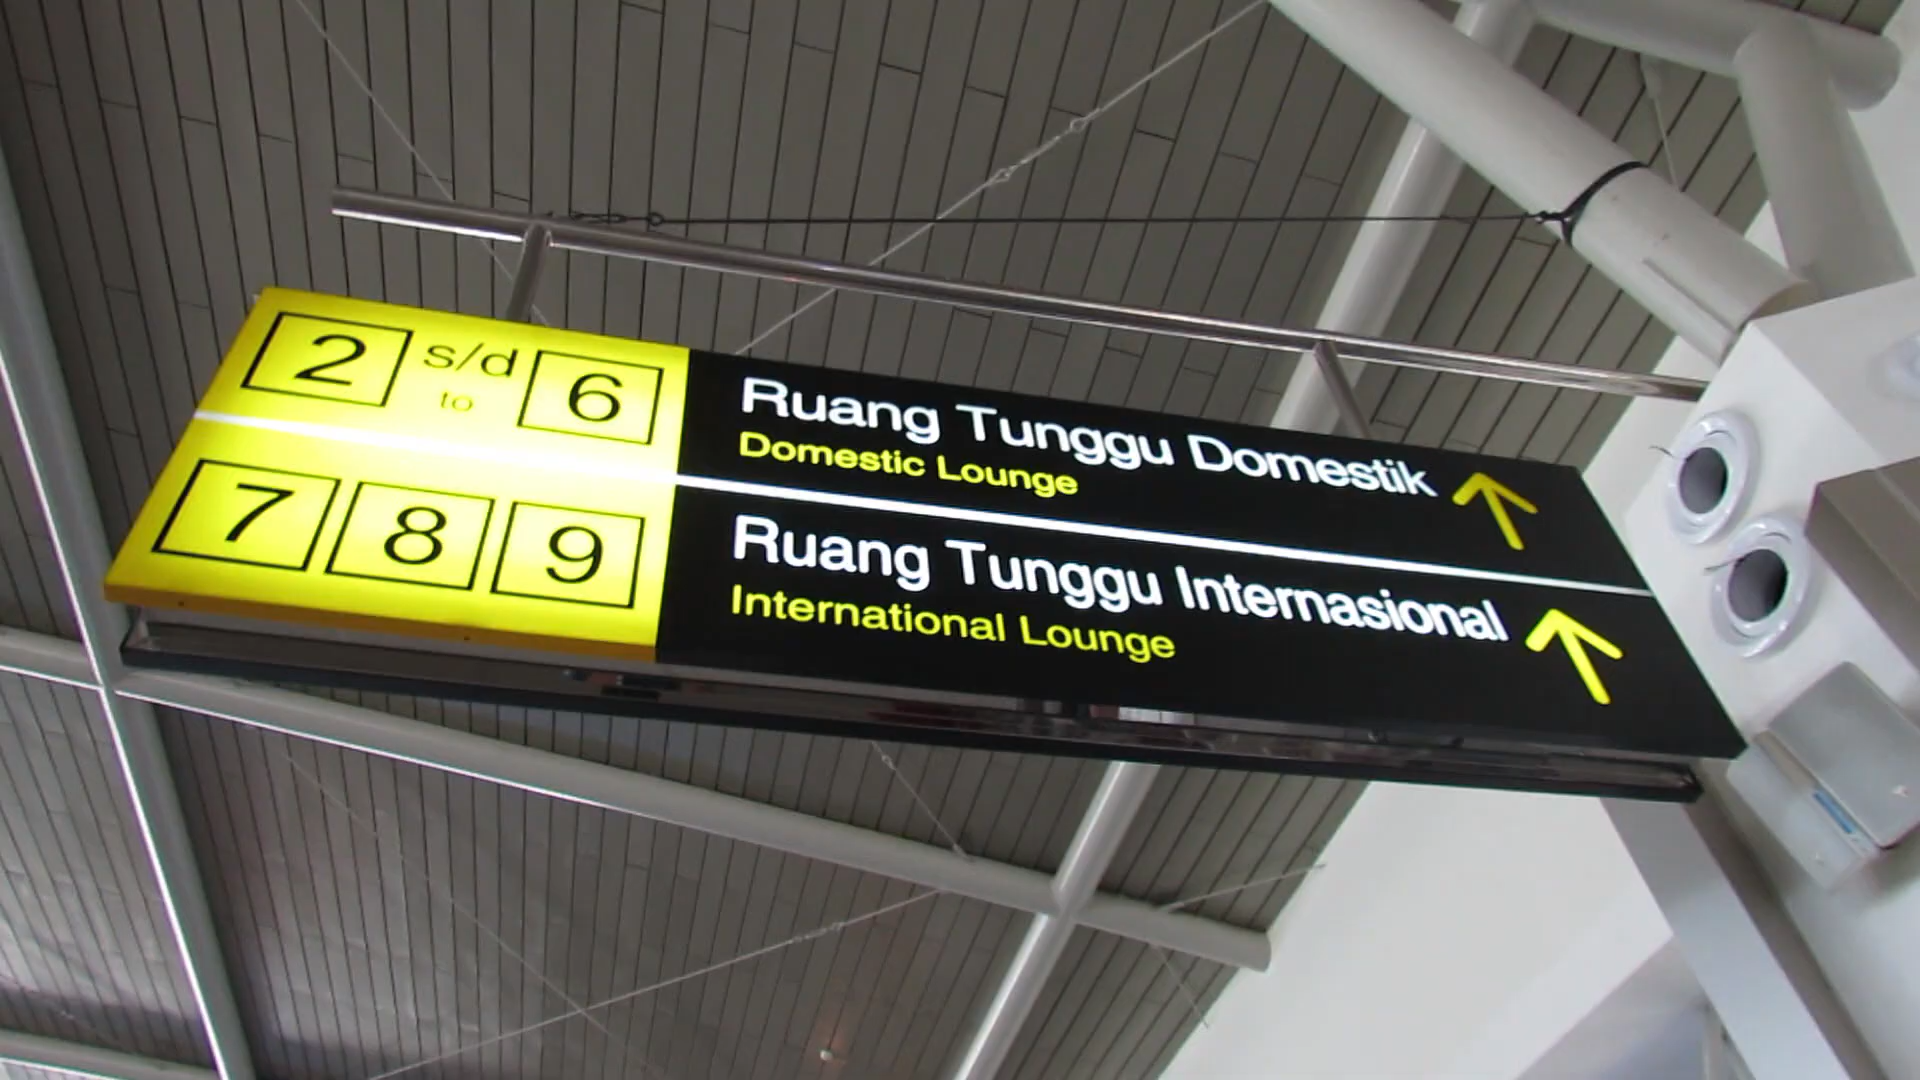 2 s/d 6
to
Ruang Tunggu Domestik
Domestic Lounge
7 8 9
Ruang Tunggu Internasional
International Lounge